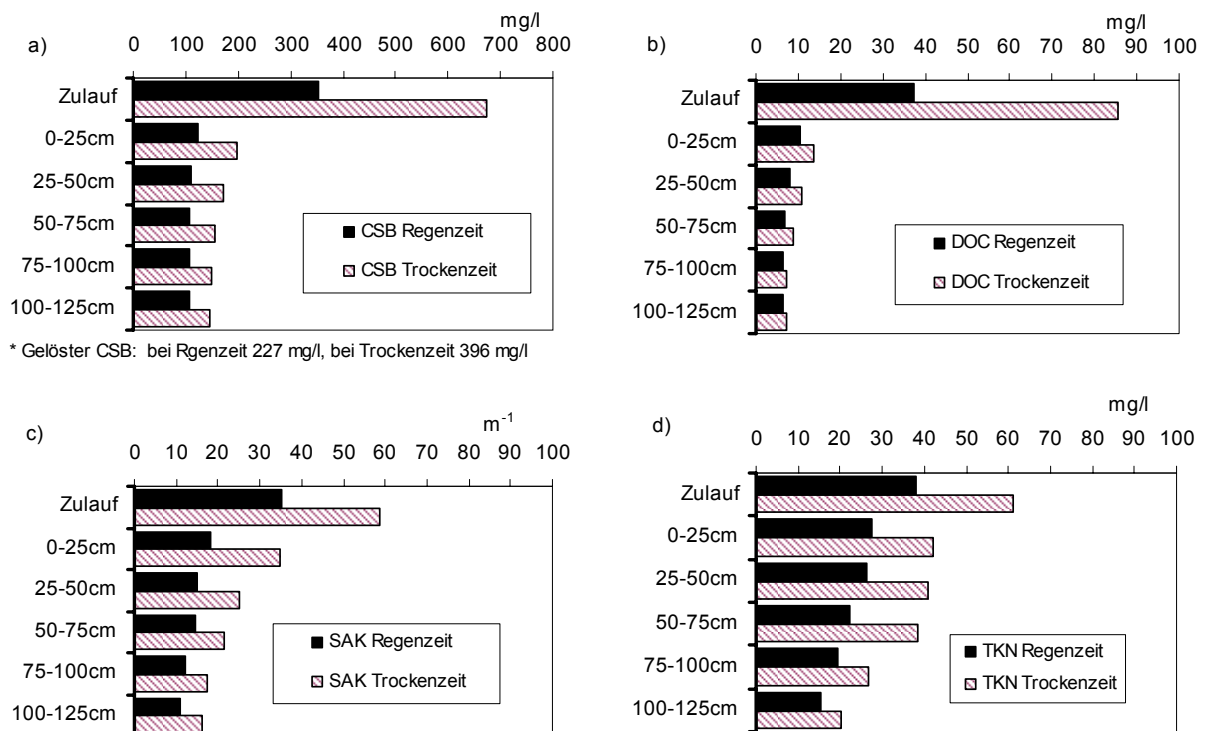 a)
mg/l
0 100 200 300 400 500 600 700 800
Zulauf
0-25cm
25-50cm
50-75cm
75-100cm
100-125cm
CSB Regenzeit
CSB Trockenzeit
* Gelöster CSB: bei Rgenzeit 227 mg/l, bei Trockenzeit 396 mg/l
b)
mg/l
0 10 20 30 40 50 60 70 80 90 100
Zulauf
0-25cm
25-50cm
50-75cm
75-100cm
100-125cm
DOC Regenzeit
DOC Trockenzeit
c)
m⁻¹
0 10 20 30 40 50 60 70 80 90 100
Zulauf
0-25cm
25-50cm
50-75cm
75-100cm
100-125cm
SAK Regenzeit
SAK Trockenzeit
d)
mg/l
0 10 20 30 40 50 60 70 80 90 100
Zulauf
0-25cm
25-50cm
50-75cm
75-100cm
100-125cm
TKN Regenzeit
TKN Trockenzeit